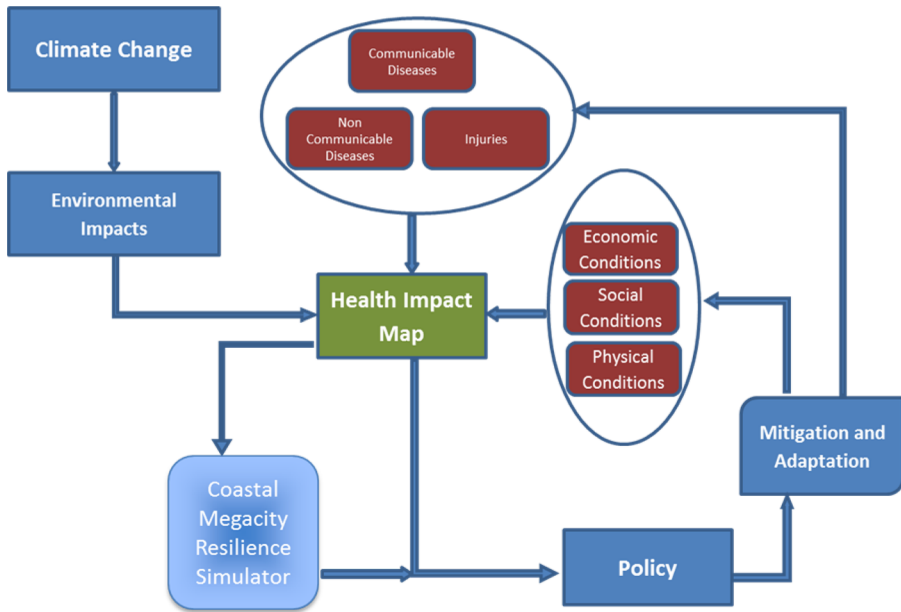 Climate Change
Communicable
Diseases
Non
Communicable
Diseases
Injuries
Environmental
Impacts
Economic
Conditions
Social
Conditions
Physical
Conditions
Health Impact
Map
Mitigation and
Adaptation
Coastal
Megacity
Resilience
Simulator
Policy